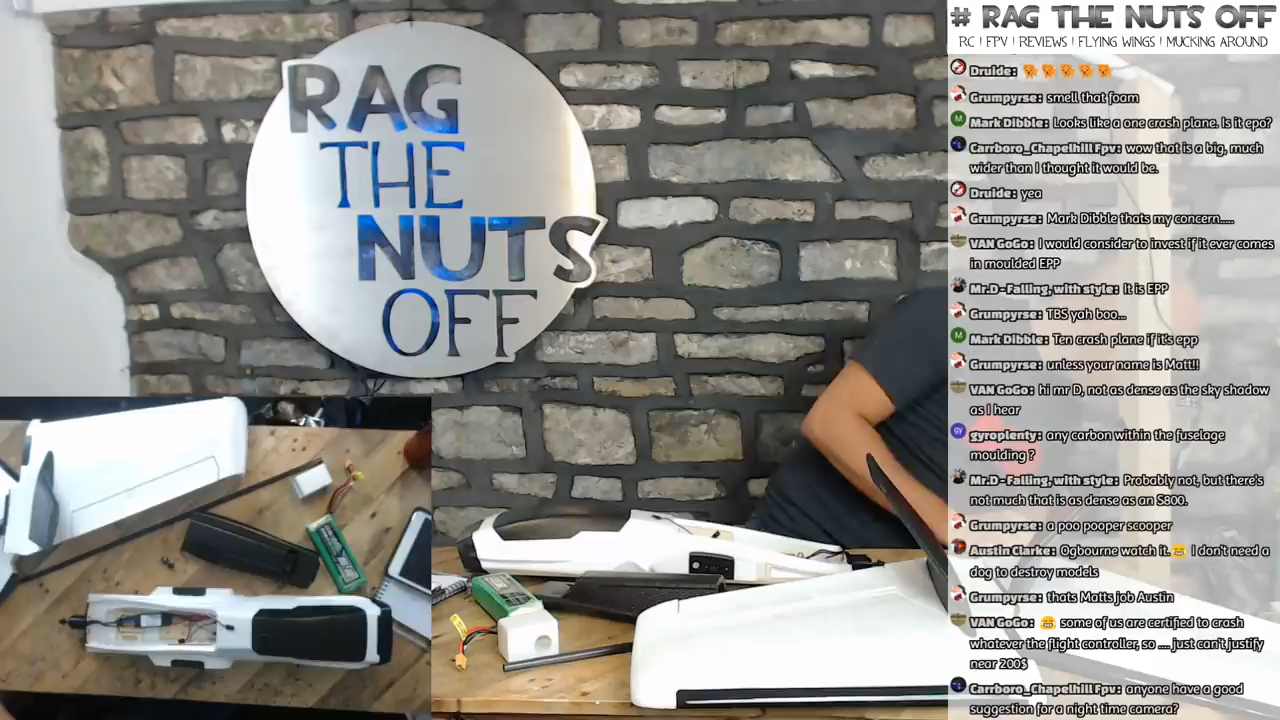 RAG
THE
NUTS
OFF
# RAG THE NUTS OFF
RC | FPV | REVIEWS | FLYING WINGS | MUCKING AROUND
Druide:
Grumpyrse: smell that foam
M
Mark Dibble: Looks like a one crash plane. Is it epo?
Carrboro_Chapelhill Fpv: wow that is a big, much
wider than I thought it would be.
Druide: yea
Grumpyrse: Mark Dibble thats my concern.....
VAN GoGo: I would consider to invest if it ever comes
in moulded EPP
Mr.D - Falling, with style: It is EPP
Grumpyrse: TBS yah boo...
M
Mark Dibble: Ten crash plane if it's epp
Grumpyrse: unless your name is Matt!!
VAN GoGo: hi mr D, not as dense as the sky shadow
as I hear
gy
gyroplenty: any carbon within the fuselage
moulding ?
Mr.D - Falling, with style: Probably not, but there's
not much that is as dense as an S800.
Grumpyrse: a poo pooper scooper
Austin Clarke: Ogbourne watch it. I don't need a
dog to destroy models
Grumpyrse: thats Matts job Austin
VAN GoGo: some of us are certified to crash
whatever the flight controller, so .... just can't justify
near 200$
Carrboro_Chapelhill Fpv: anyone have a good
suggestion for a night time camera?